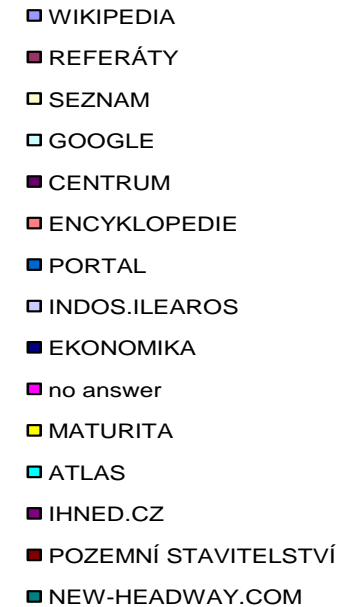 WIKIPEDIA
REFERÁTY
SEZNAM
GOOGLE
CENTRUM
ENCYKLOPEDIE
PORTAL
INDOS.ILEAROS
EKONOMIKA
no answer
MATURITA
ATLAS
IHNED.CZ
POZEMNÍ STAVITELSTVÍ
NEW-HEADWAY.COM